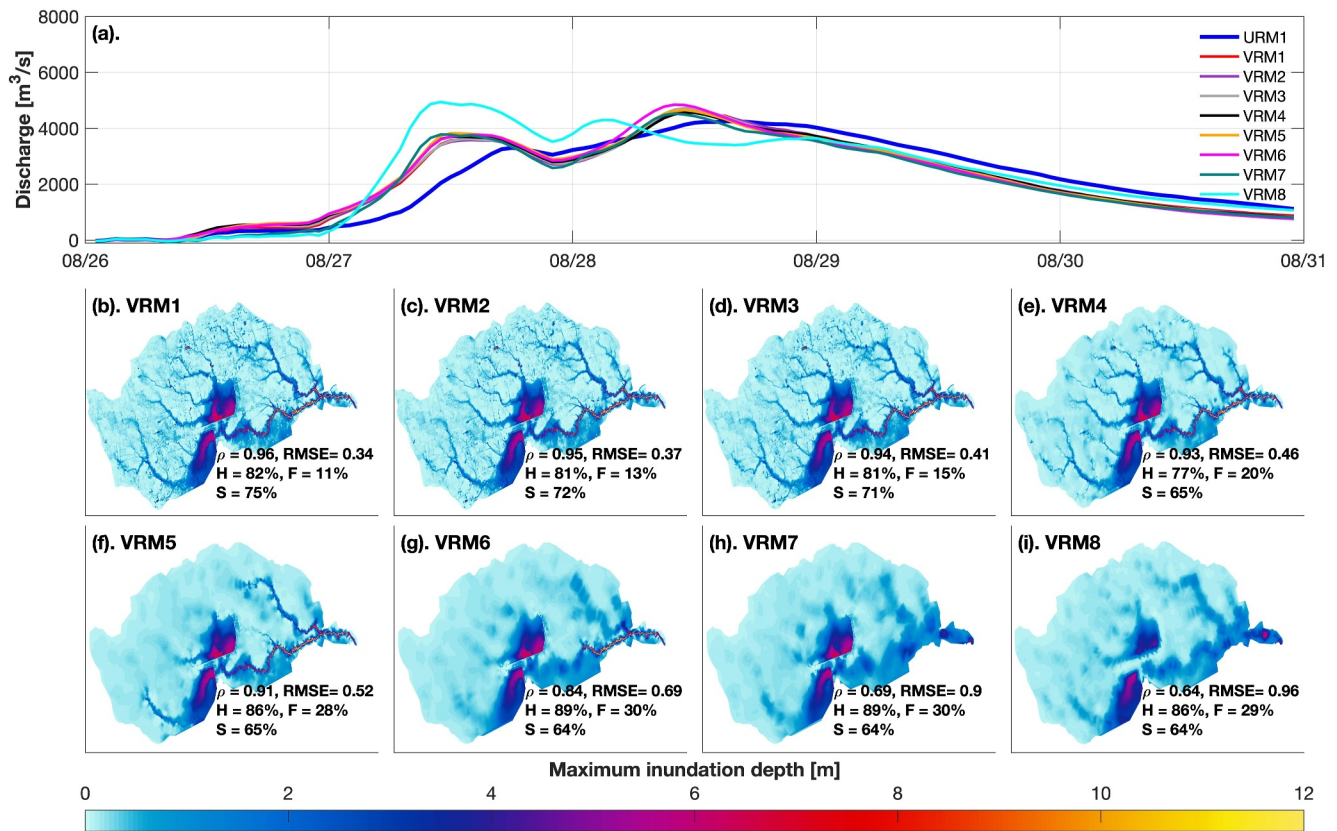 (a).
Discharge [m³/s]
8000
6000
4000
2000
0
08/26
08/27
08/28
08/29
08/30
08/31
URM1
VRM1
VRM2
VRM3
VRM4
VRM5
VRM6
VRM7
VRM8
(b). VRM1
ρ = 0.96, RMSE= 0.34
H = 82%, F = 11%
S = 75%
(c). VRM2
ρ = 0.95, RMSE= 0.37
H = 81%, F = 13%
S = 72%
(d). VRM3
ρ = 0.94, RMSE= 0.41
H = 81%, F = 15%
S = 71%
(e). VRM4
ρ = 0.93, RMSE= 0.46
H = 77%, F = 20%
S = 65%
(f). VRM5
ρ = 0.91, RMSE= 0.52
H = 86%, F = 28%
S = 65%
(g). VRM6
ρ = 0.84, RMSE= 0.69
H = 89%, F = 30%
S = 64%
(h). VRM7
ρ = 0.69, RMSE= 0.9
H = 89%, F = 30%
S = 64%
(i). VRM8
ρ = 0.64, RMSE= 0.96
H = 86%, F = 29%
S = 64%
Maximum inundation depth [m]
0 2 4 6 8 10 12